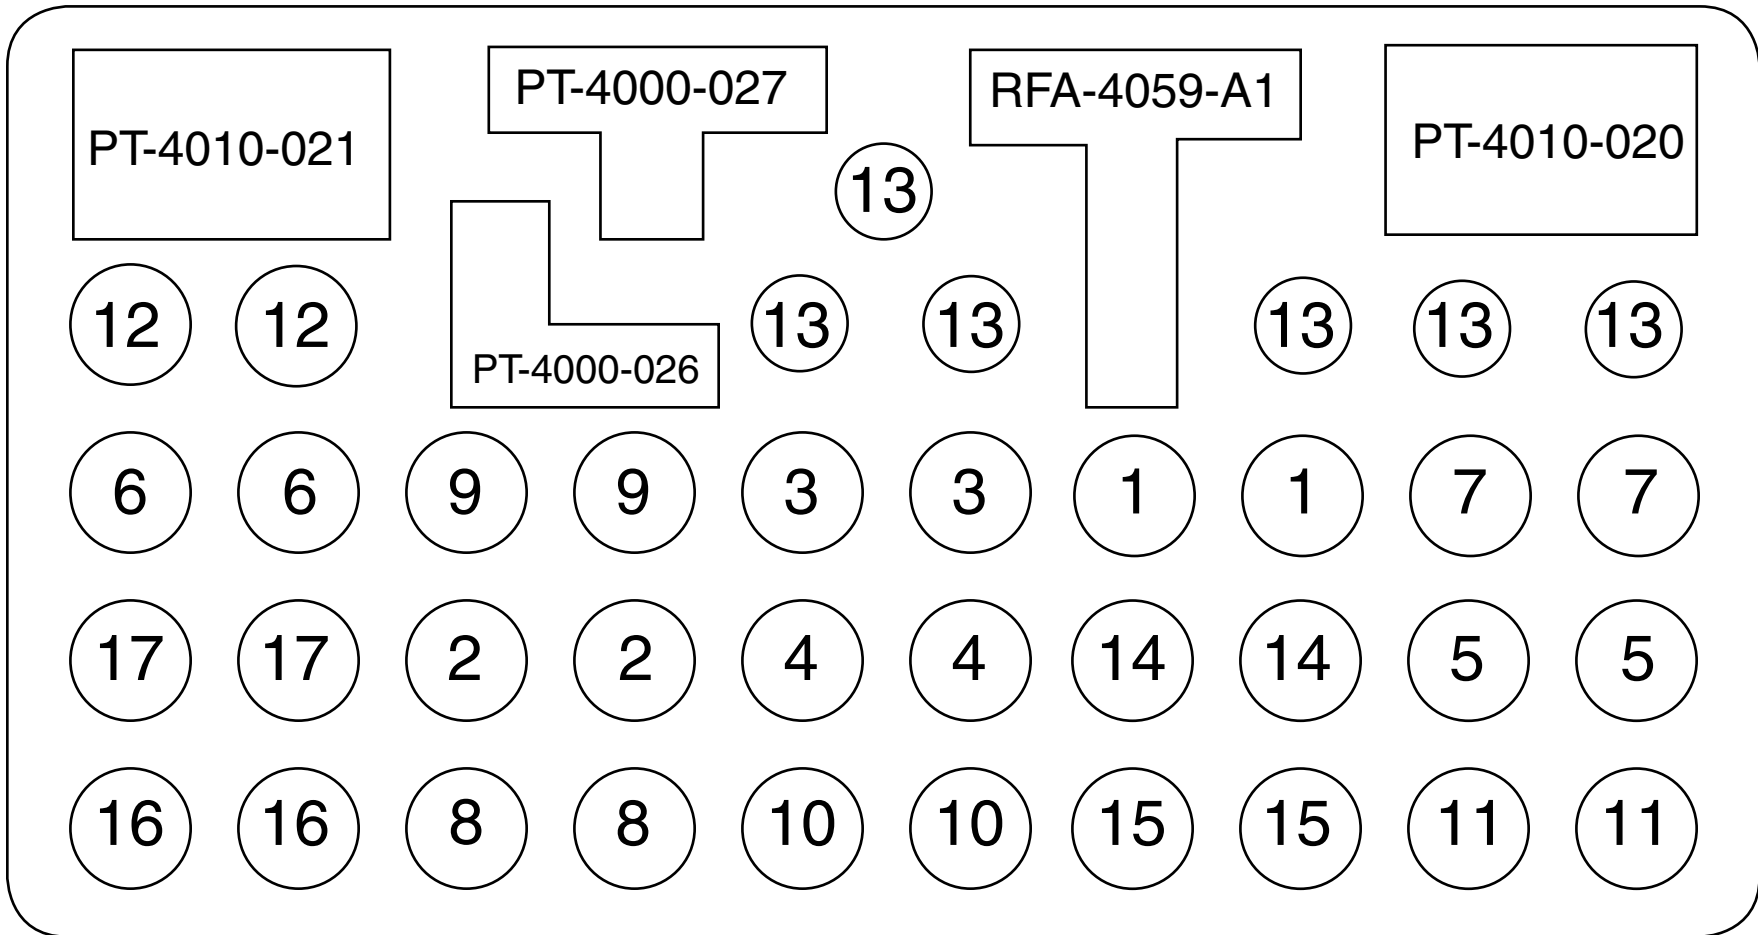 PT-4010-021
PT-4000-027
RFA-4059-A1
PT-4010-020
13
12 12
PT-4000-026
13 13 13 13 13
6 6 9 9 3 3 1 1 7 7
17 17 2 2 4 4 14 14 5 5
16 16 8 8 10 10 15 15 11 11